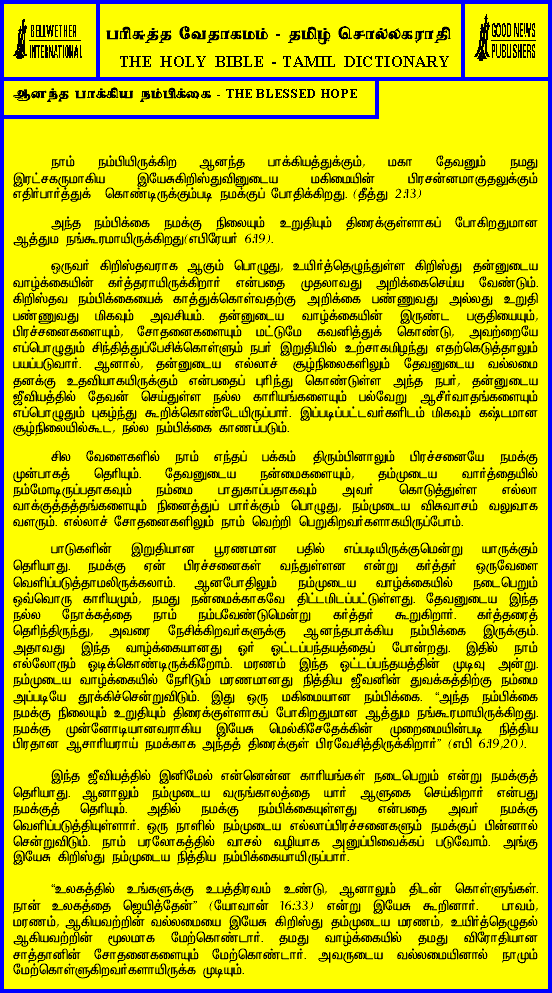 BELLWETHER
INTERNATIONAL
பரிசுத்த வேதாகமம் - தமிழ் சொல்லகராதி
THE HOLY BIBLE - TAMIL DICTIONARY
GOOD NEWS
PUBLISHERS
ஆனந்த பாக்கிய நம்பிக்கை - THE BLESSED HOPE
நாம் நம்பியிருக்கிற ஆனந்த பாக்கியத்துக்கும், மகா தேவனும் நமது
இரட்சகருமாகிய இயேசுகிறிஸ்துவினுடைய மகிமையின் பிரசன்னமாகுதலுக்கும்
எதிர்பார்த்துக் கொண்டிருக்கும்படி நமக்குப் போதிக்கிறது. (தீத்து 2:13)
அந்த நம்பிக்கை நமக்கு நிலையும் உறுதியும் திரைக்குள்ளாகப் போகிறதுமான
ஆத்தும நங்கூரமாயிருக்கிறது(எபிரேயர் 6:19).
ஒருவர் கிறிஸ்தவராக ஆகும் பொழுது, உயிர்த்தெழுந்துள்ள கிறிஸ்து தன்னுடைய
வாழ்க்கையின் கர்த்தராயிருக்கிறார் என்பதை முதலாவது அறிக்கைசெய்ய வேண்டும்.
கிறிஸ்தவ நம்பிக்கையைக் காத்துக்கொள்வதற்கு அறிக்கை பண்ணுவது அல்லது உறுதி
பண்ணுவது மிகவும் அவசியம். தன்னுடைய வாழ்க்கையின் இருண்ட பகுதியையும்,
பிரச்சனைகளையும், சோதனைகளையும் மட்டுமே கவனித்துக் கொண்டு, அவற்றையே
எப்பொழுதும் சிந்தித்துப்பேசிக்கொள்ளும் நபர் இறுதியில் உற்சாகமிழந்து எதற்கெடுத்தாலும்
பயப்படுவார். ஆனால், தன்னுடைய எல்லாச் சூழ்நிலைகளிலும் தேவனுடைய வல்லமை
தனக்கு உதவியாகயிருக்கும் என்பதைப் புரிந்து கொண்டுள்ள அந்த நபர், தன்னுடைய
ஜீவியத்தில் தேவன் செய்துள்ள நல்ல காரியங்களையும் பல்வேறு ஆசீர்வாதங்களையும்
எப்பொழுதும் புகழ்ந்து கூறிக்கொண்டேயிருப்பார். இப்படிப்பட்டவர்களிடம் மிகவும் கஷ்டமான
சூழ்நிலையில்கூட, நல்ல நம்பிக்கை காணப்படும்.
சில வேளைகளில் நாம் எந்தப் பக்கம் திரும்பினாலும் பிரச்சனையே நமக்கு
முன்பாகத் தெரியும். தேவனுடைய நன்மைகளையும், தம்முடைய வார்த்தையில்
நம்மோடிருப்பதாகவும் நம்மை பாதுகாப்பதாகவும் அவர் கொடுத்துள்ள எல்லா
வாக்குத்தத்தங்களையும் நினைத்துப் பார்க்கும் பொழுது, நம்முடைய விசுவாசம் வலுவாக
வளரும். எல்லாச் சோதனைகளிலும் நாம் வெற்றி பெறுகிறவர்களாகயிருப்போம்.
பாடுகளின் இறுதியான பூரணமான பதில் எப்படியிருக்குமென்று யாருக்கும்
தெரியாது. நமக்கு ஏன் பிரச்சனைகள் வந்துள்ளன என்று கர்த்தர் ஒருவேளை
வெளிப்படுத்தாமலிருக்கலாம். ஆனபோதிலும் நம்முடைய வாழ்க்கையில் நடைபெறும்
ஒவ்வொரு காரியமும், நமது நன்மைக்காகவே திட்டமிடப்பட்டுள்ளது. தேவனுடைய இந்த
நல்ல நோக்கத்தை நாம் நம்பவேண்டுமென்று கர்த்தர் கூறுகிறார். கர்த்தரைத்
தெரிந்திருந்து, அவரை நேசிக்கிறவர்களுக்கு ஆனந்தபாக்கிய நம்பிக்கை இருக்கும்.
அதாவது இந்த வாழ்க்கையானது ஓர் ஓட்டப்பந்தயத்தைப் போன்றது. இதில் நாம்
எல்லோரும் ஓடிக்கொண்டிருக்கிறோம். மரணம் இந்த ஓட்டப்பந்தயத்தின் முடிவு அன்று.
நம்முடைய வாழ்க்கையில் நேரிடும் மரணமானது நித்திய ஜீவனின் துவக்கத்திற்கு நம்மை
அப்படியே தூக்கிச்சென்றுவிடும். இது ஒரு மகிமையான நம்பிக்கை. “அந்த நம்பிக்கை
நமக்கு நிலையும் உறுதியும் திரைக்குள்ளாகப் போகிறதுமான ஆத்தும நங்கூரமாயிருக்கிறது.
நமக்கு முன்னோடியானவராகிய இயேசு மெல்கிசேதேக்கின் முறைமையின்படி நித்திய
பிரதான ஆசாரியராய் நமக்காக அந்தத் திரைக்குள் பிரவேசித்திருக்கிறார்” (எபி 6:19,20).
இந்த ஜீவியத்தில் இனிமேல் என்னென்ன காரியங்கள் நடைபெறும் என்று நமக்குத்
தெரியாது. ஆனாலும் நம்முடைய வருங்காலத்தை யார் ஆளுகை செய்கிறார் என்பது
நமக்குத் தெரியும். அதில் நமக்கு நம்பிக்கையுள்ளது என்பதை அவர் நமக்கு
வெளிப்படுத்தியுள்ளார். ஒரு நாளில் நம்முடைய எல்லாப்பிரச்சனைகளும் நமக்குப் பின்னால்
சென்றுவிடும். நாம் பரலோகத்தில் வாசல் வழியாக அனுப்பிவைக்கப் படுவோம். அங்கு
இயேசு கிறிஸ்து நம்முடைய நித்திய நம்பிக்கையாயிருப்பார்.
“உலகத்தில் உங்களுக்கு உபத்திரவம் உண்டு, ஆனாலும் திடன் கொள்ளுங்கள்.
நான் உலகத்தை ஜெயித்தேன்” (யோவான் 16:33) என்று இயேசு கூறினார். பாவம்,
மரணம், ஆகியவற்றின் வல்லமையை இயேசு கிறிஸ்து தம்முடைய மரணம், உயிர்த்தெழுதல்
ஆகியவற்றின் மூலமாக மேற்கொண்டார். தமது வாழ்க்கையில் தமது விரோதியான
சாத்தானின் சோதனைகளையும் மேற்கொண்டார். அவருடைய வல்லமையினால் நாமும்
மேற்கொள்ளுகிறவர்களாயிருக்க முடியும்.